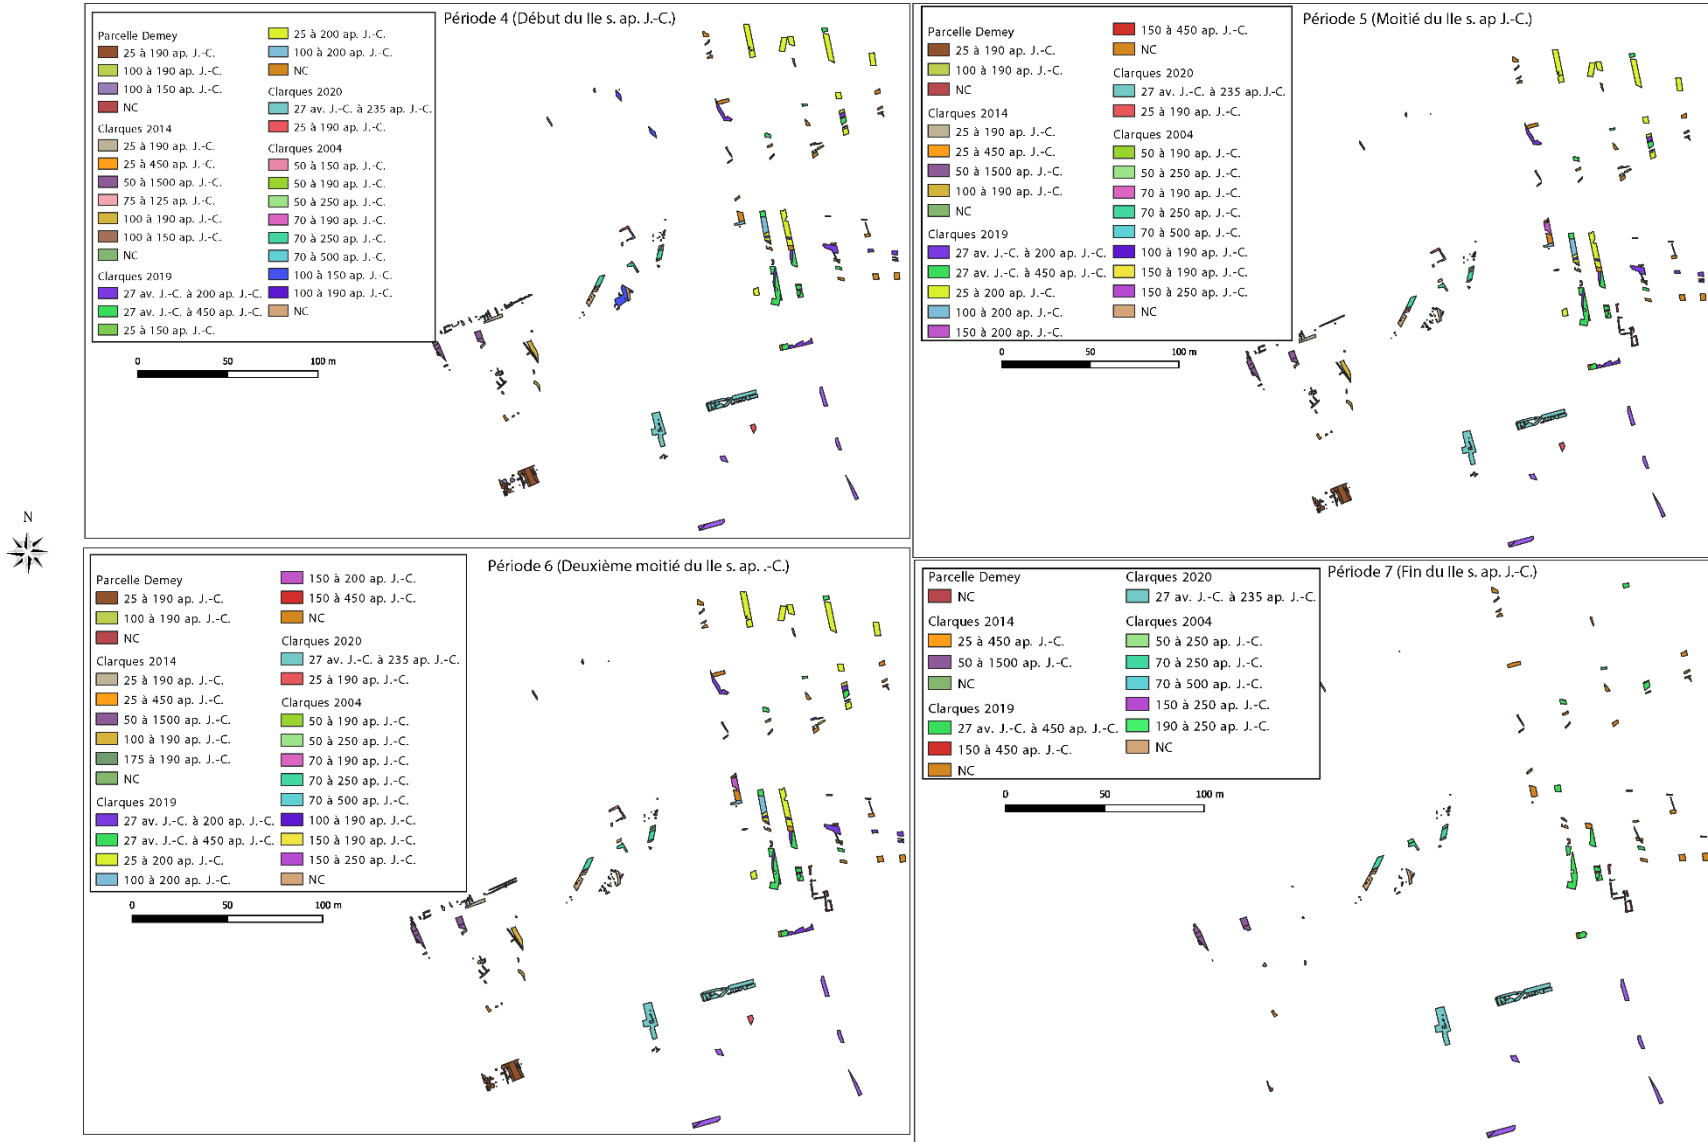 Période 4 (Début du IIe s. ap. J.-C.)
Parcelle Demey
25 à 190 ap. J.-C.
100 à 190 ap. J.-C.
100 à 150 ap. J.-C.
NC
Clarques 2014
25 à 190 ap. J.-C.
25 à 450 ap. J.-C.
50 à 1500 ap. J.-C.
75 à 125 ap. J.-C.
100 à 190 ap. J.-C.
100 à 150 ap. J.-C.
NC
Clarques 2019
27 av. J.-C. à 200 ap. J.-C.
27 av. J.-C. à 450 ap. J.-C.
25 à 150 ap. J.-C.
25 à 200 ap. J.-C.
100 à 200 ap. J.-C.
NC
Clarques 2020
27 av. J.-C. à 235 ap. J.-C.
25 à 190 ap. J.-C.
Clarques 2004
50 à 150 ap. J.-C.
50 à 190 ap. J.-C.
50 à 250 ap. J.-C.
70 à 190 ap. J.-C.
70 à 250 ap. J.-C.
70 à 500 ap. J.-C.
100 à 150 ap. J.-C.
100 à 190 ap. J.-C.
NC
0 50 100 m
Période 5 (Moitié du IIe s. ap J.-C.)
Parcelle Demey
25 à 190 ap. J.-C.
100 à 190 ap. J.-C.
NC
Clarques 2014
25 à 190 ap. J.-C.
25 à 450 ap. J.-C.
50 à 1500 ap. J.-C.
100 à 190 ap. J.-C.
NC
Clarques 2019
27 av. J.-C. à 200 ap. J.-C.
27 av. J.-C. à 450 ap. J.-C.
25 à 200 ap. J.-C.
100 à 200 ap. J.-C.
150 à 200 ap. J.-C.
150 à 450 ap. J.-C.
NC
Clarques 2020
27 av. J.-C. à 235 ap. J.-C.
25 à 190 ap. J.-C.
Clarques 2004
50 à 190 ap. J.-C.
50 à 250 ap. J.-C.
70 à 190 ap. J.-C.
70 à 250 ap. J.-C.
70 à 500 ap. J.-C.
100 à 190 ap. J.-C.
150 à 190 ap. J.-C.
150 à 250 ap. J.-C.
NC
0 50 100 m
N
Période 6 (Deuxième moitié du IIe s. ap. .-C.)
Parcelle Demey
25 à 190 ap. J.-C.
100 à 190 ap. J.-C.
NC
Clarques 2014
25 à 190 ap. J.-C.
25 à 450 ap. J.-C.
50 à 1500 ap. J.-C.
100 à 190 ap. J.-C.
175 à 190 ap. J.-C.
NC
Clarques 2019
27 av. J.-C. à 200 ap. J.-C.
27 av. J.-C. à 450 ap. J.-C.
25 à 200 ap. J.-C.
100 à 200 ap. J.-C.
150 à 200 ap. J.-C.
150 à 450 ap. J.-C.
NC
Clarques 2020
27 av. J.-C. à 235 ap. J.-C.
25 à 190 ap. J.-C.
Clarques 2004
50 à 190 ap. J.-C.
50 à 250 ap. J.-C.
70 à 190 ap. J.-C.
70 à 250 ap. J.-C.
70 à 500 ap. J.-C.
100 à 190 ap. J.-C.
150 à 190 ap. J.-C.
150 à 250 ap. J.-C.
NC
0 50 100 m
Période 7 (Fin du IIe s. ap J.-C.)
Parcelle Demey
NC
Clarques 2014
25 à 450 ap. J.-C.
50 à 1500 ap. J.-C.
NC
Clarques 2019
27 av. J.-C. à 450 ap. J.-C.
150 à 450 ap. J.-C.
NC
Clarques 2020
27 av. J.-C. à 235 ap. J.-C.
Clarques 2004
50 à 250 ap. J.-C.
70 à 250 ap. J.-C.
70 à 500 ap. J.-C.
150 à 250 ap. J.-C.
190 à 250 ap. J.-C.
NC
0 50 100 m